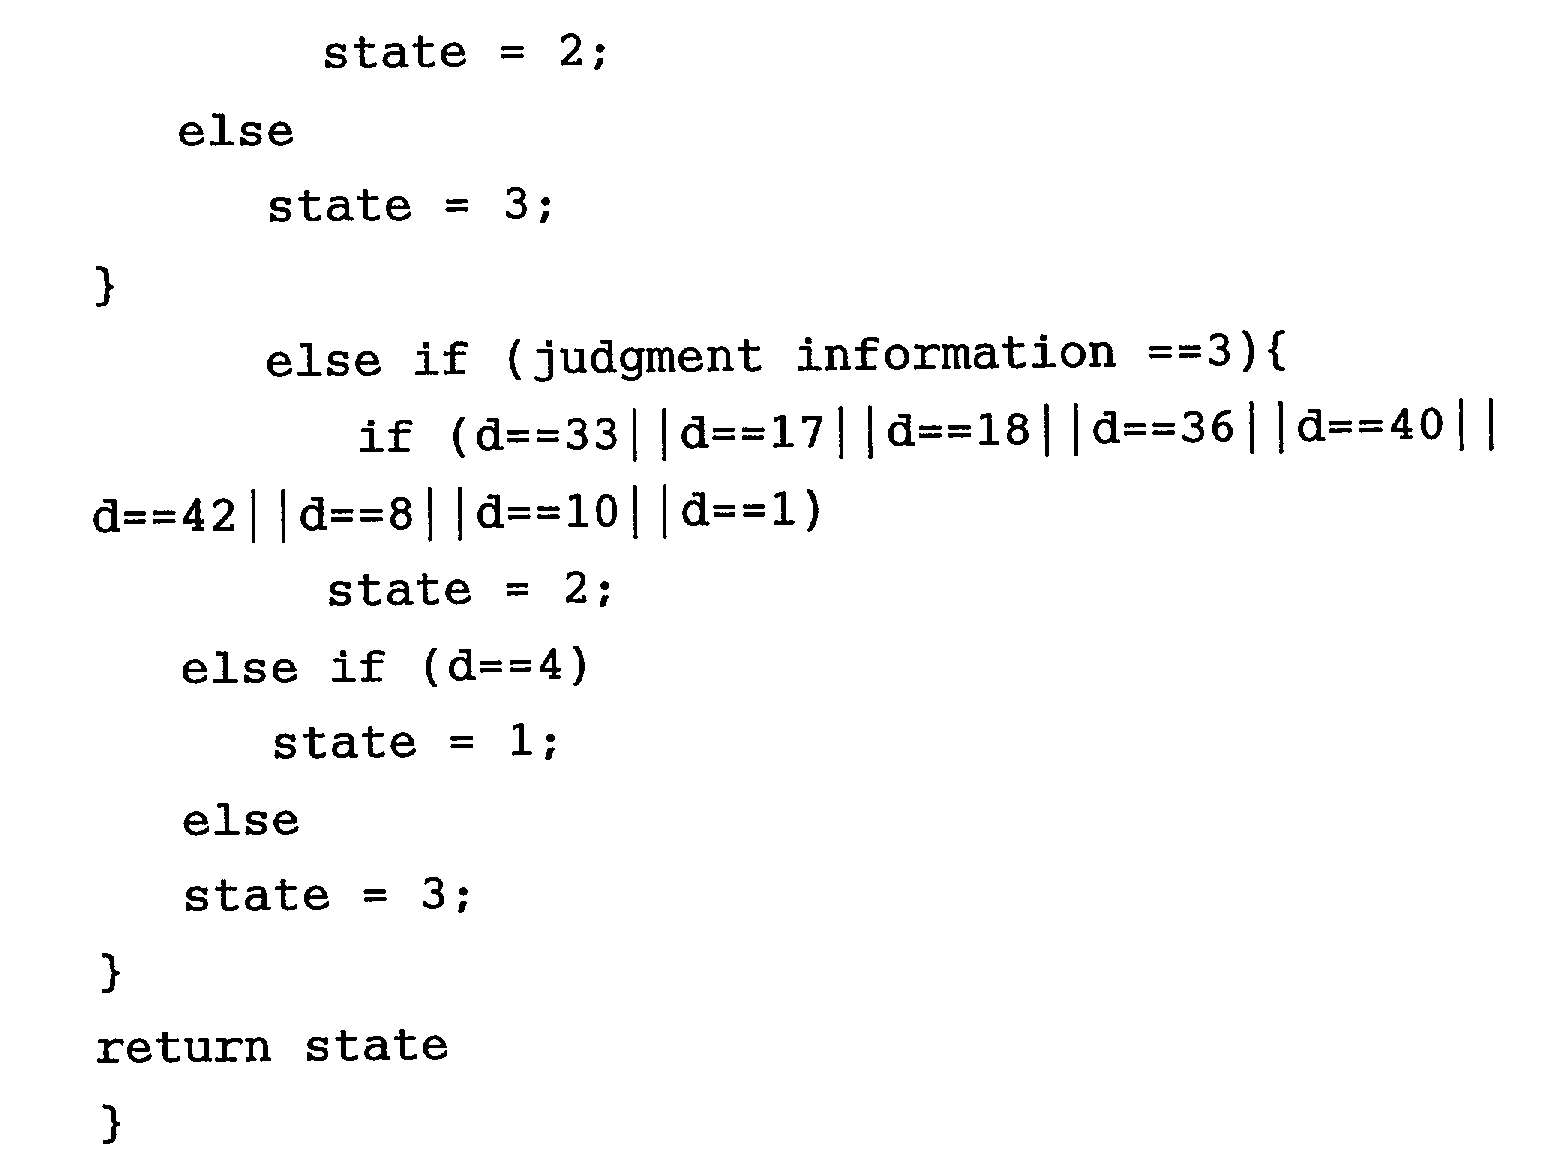 state = 2;
else
state = 3;
}
else if (judgment information ==3){
if (d==33||d==17||d==18||d==36||d==40||
d==42||d==8||d==10||d==1)
state = 2;
else if (d==4)
state = 1;
else
state = 3;
}
return state
}